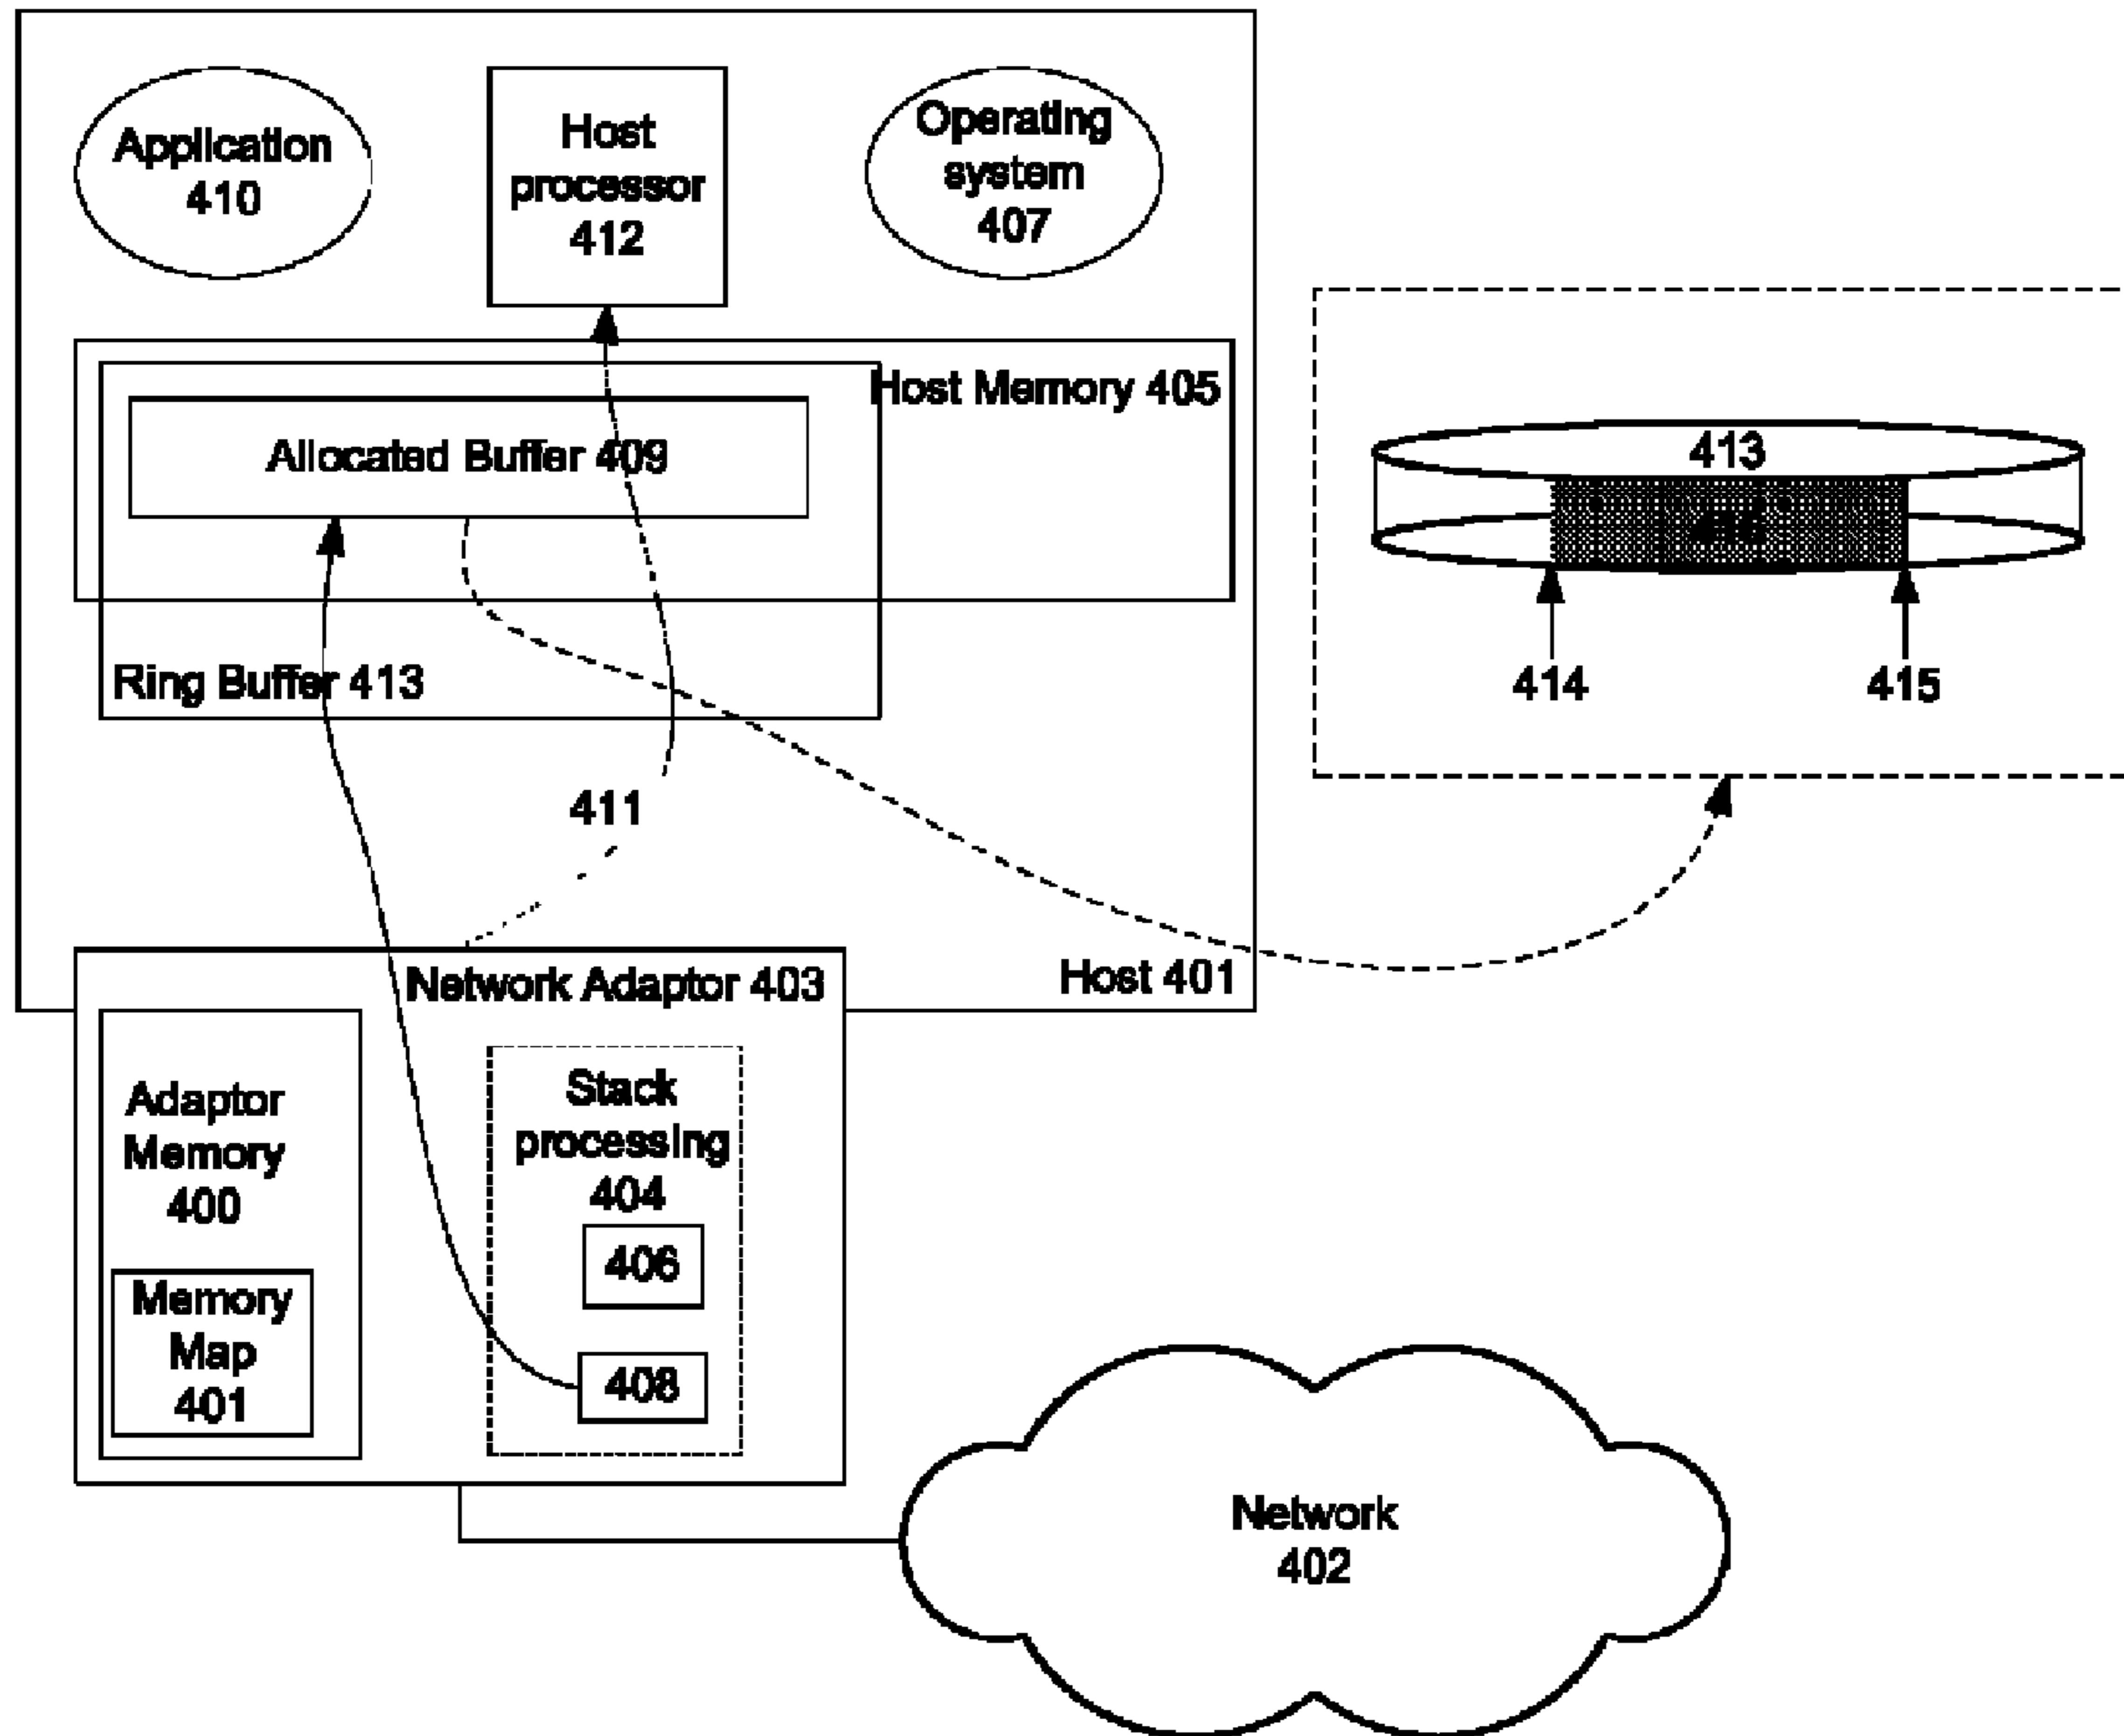 Application
410
Host
processor
412
Operating
system
407
Host Memory 405
Allocated Buffer 409
Ring Buffer 413
413
414
415
411
Network Adaptor 403
Host 401
Adaptor
Memory
400
Memory
Map
401
Stack
processing
404
406
408
Network
402